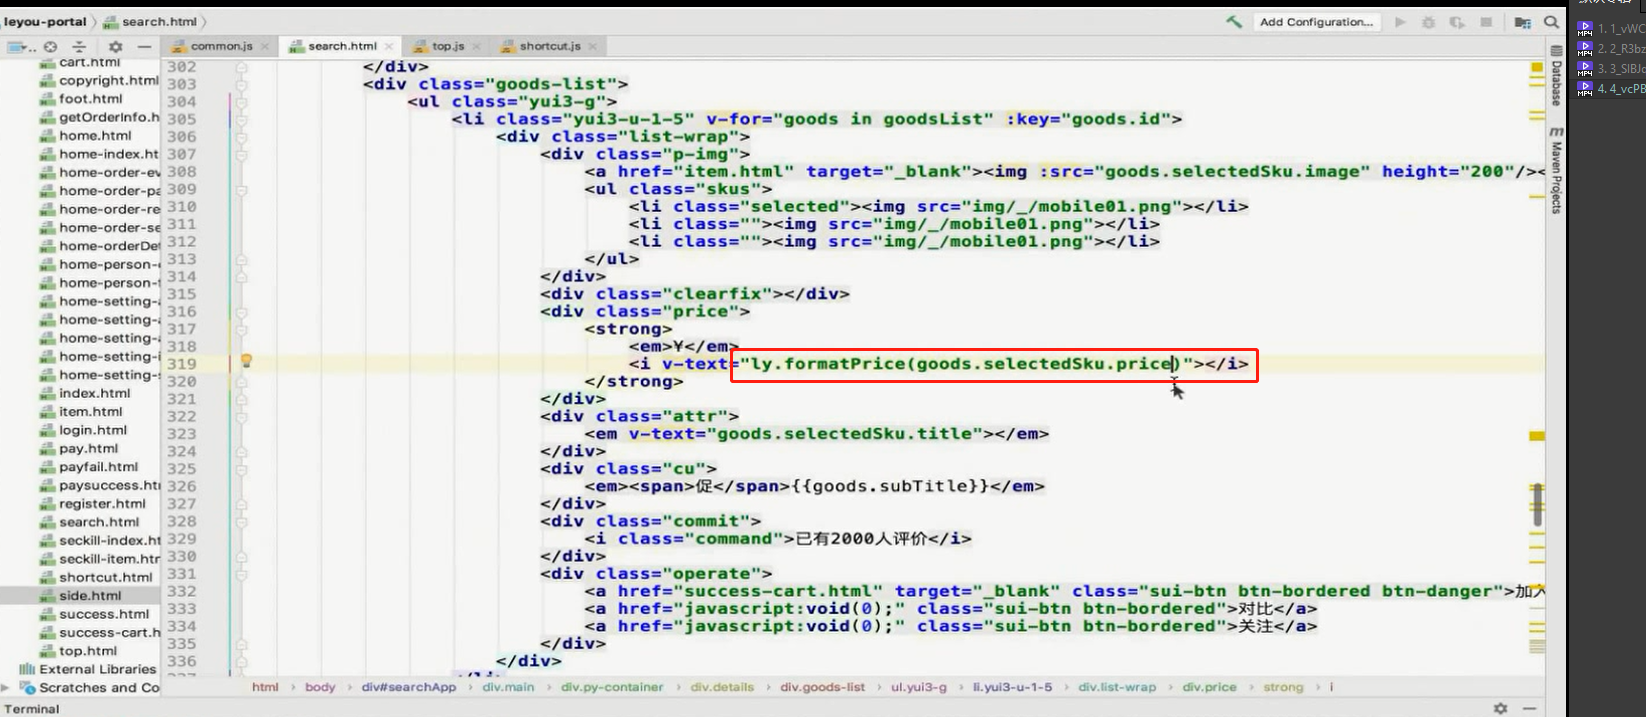 leyou-portal search.html
Add Configuration...
common.js search.html top.js shortcut.js
cart.html
copyright.html
foot.html
getOrderInfo.h
home.html
home-index.ht
home-order-ev
home-order-pa
home-order-re
home-order-se
home-orderDet
home-person-
home-person-
home-setting-
home-setting-
home-setting-
home-setting-i
home-setting-
index.html
item.html
login.html
pay.html
payfail.html
paysuccess.ht
register.html
search.html
seckill-index.ht
seckill-item.htr
shortcut.html
side.html
success.html
success-cart.h
top.html
External Libraries
Scratches and Co
302 </div>
303 <div class="goods-list">
304 <ul class="yui3-g">
305 <li class="yui3-u-1-5" v-for="goods in goodsList" :key="goods.id">
306 <div class="list-wrap">
307 <div class="p-img">
308 <a href="item.html" target="_blank"><img :src="goods.selectedSku.image" height="200"/><
309 <ul class="skus">
310 <li class="selected"><img src="img/_/mobile01.png"></li>
311 <li class=""><img src="img/_/mobile01.png"></li>
312 <li class=""><img src="img/_/mobile01.png"></li>
313 </ul>
314 </div>
315 <div class="clearfix"></div>
316 <div class="price">
317 <strong>
318 <em>¥</em>
319 <i v-text="ly.formatPrice(goods.selectedSku.price)"></i>
320 </strong>
321 </div>
322 <div class="attr">
323 <em v-text="goods.selectedSku.title"></em>
324 </div>
325 <div class="cu">
326 <em><span>促</span>{{goods.subTitle}}</em>
327 </div>
328 <div class="commit">
329 <i class="command">已有2000人评价</i>
330 </div>
331 <div class="operate">
332 <a href="success-cart.html" target="_blank" class="sui-btn btn-bordered btn-danger">加入
333 <a href="javascript:void(0);" class="sui-btn btn-bordered">对比</a>
334 <a href="javascript:void(0);" class="sui-btn btn-bordered">关注</a>
335 </div>
336 </div>
html body div#searchApp div.main div.py-container div.details div.goods-list ul.yui3-g li.yui3-u-1-5 div.list-wrap div.price strong i
Terminal
Database
Maven Projects
MP4 1. 1_vWC
MP4 2. 2_R3bz
MP4 3. 3_SlBJc
MP4 4. 4_vcPB